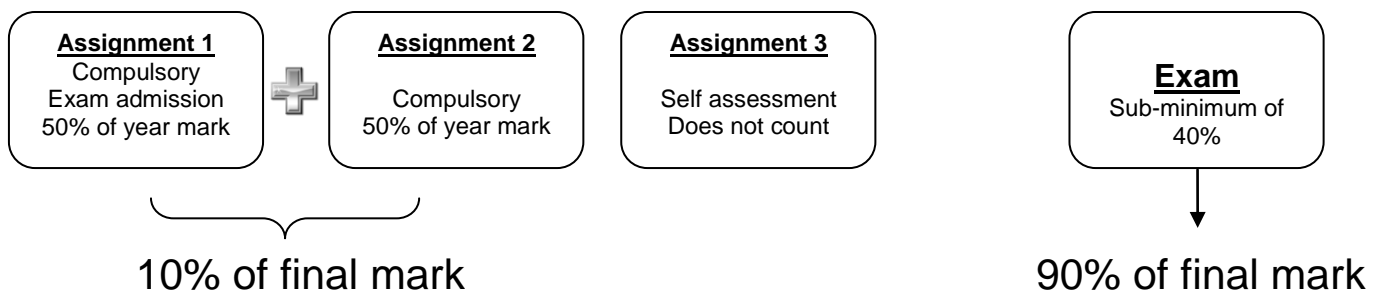 Assignment 1
Compulsory
Exam admission
50% of year mark
Assignment 2
Compulsory
50% of year mark
Assignment 3
Self assessment
Does not count
Exam
Sub-minimum of
40%
10% of final mark
90% of final mark